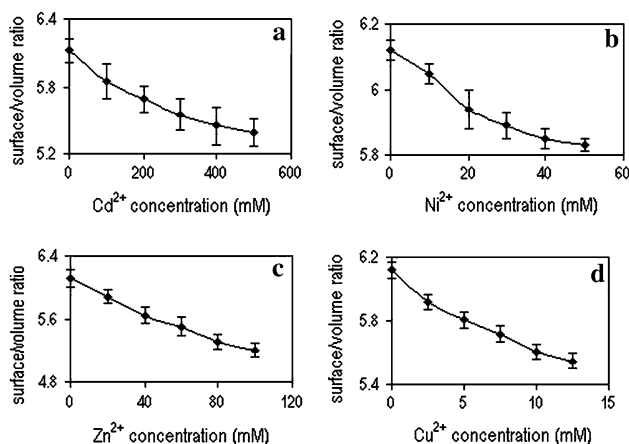 a
surface/volume ratio
6.4
5.8
5.2
0 200 400 600
Cd²⁺ concentration (mM)
b
surface/volume ratio
6.2
6
5.8
0 20 40 60
Ni²⁺ concentration (mM)
c
surface/volume ratio
6.4
5.6
4.8
0 40 80 120
Zn²⁺ concentration (mM)
d
surface/volume ratio
6.2
5.8
5.4
0 5 10 15
Cu²⁺ concentration (mM)